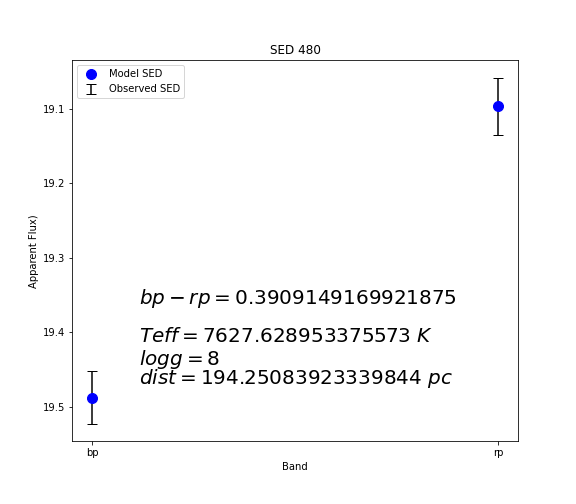 SED 480
Model SED
Observed SED
19.1
19.2
19.3
19.4
19.5
Apparent Flux)
bp − rp = 0.3909149169921875
Teff = 7627.628953375573 K
logg = 8
dist = 194.25083923339844 pc
bp
rp
Band